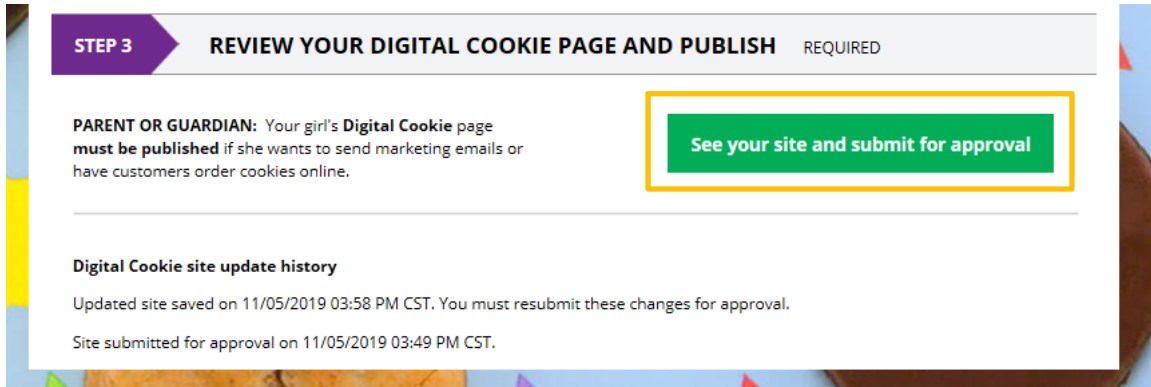 STEP 3 REVIEW YOUR DIGITAL COOKIE PAGE AND PUBLISH REQUIRED
PARENT OR GUARDIAN: Your girl's Digital Cookie page
must be published if she wants to send marketing emails or
have customers order cookies online.
See your site and submit for approval
Digital Cookie site update history
Updated site saved on 11/05/2019 03:58 PM CST. You must resubmit these changes for approval.
Site submitted for approval on 11/05/2019 03:49 PM CST.